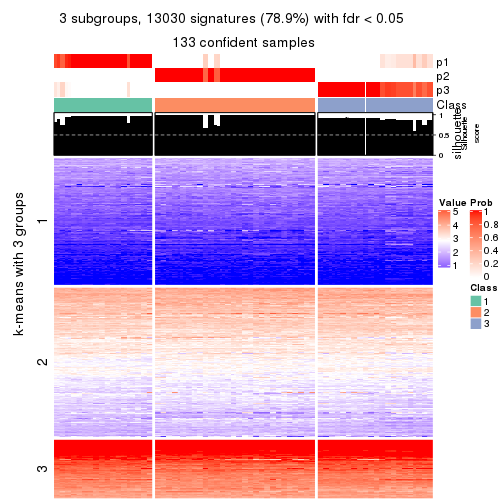 3 subgroups, 13030 signatures (78.9%) with fdr < 0.05
133 confident samples
p1
p2
p3
Class
1
0.5
0
silhouette
Silhouette
score
k-means with 3 groups
1
2
3
Value
5
4
3
2
1
Prob
1
0.8
0.6
0.4
0.2
0
Class
1
2
3